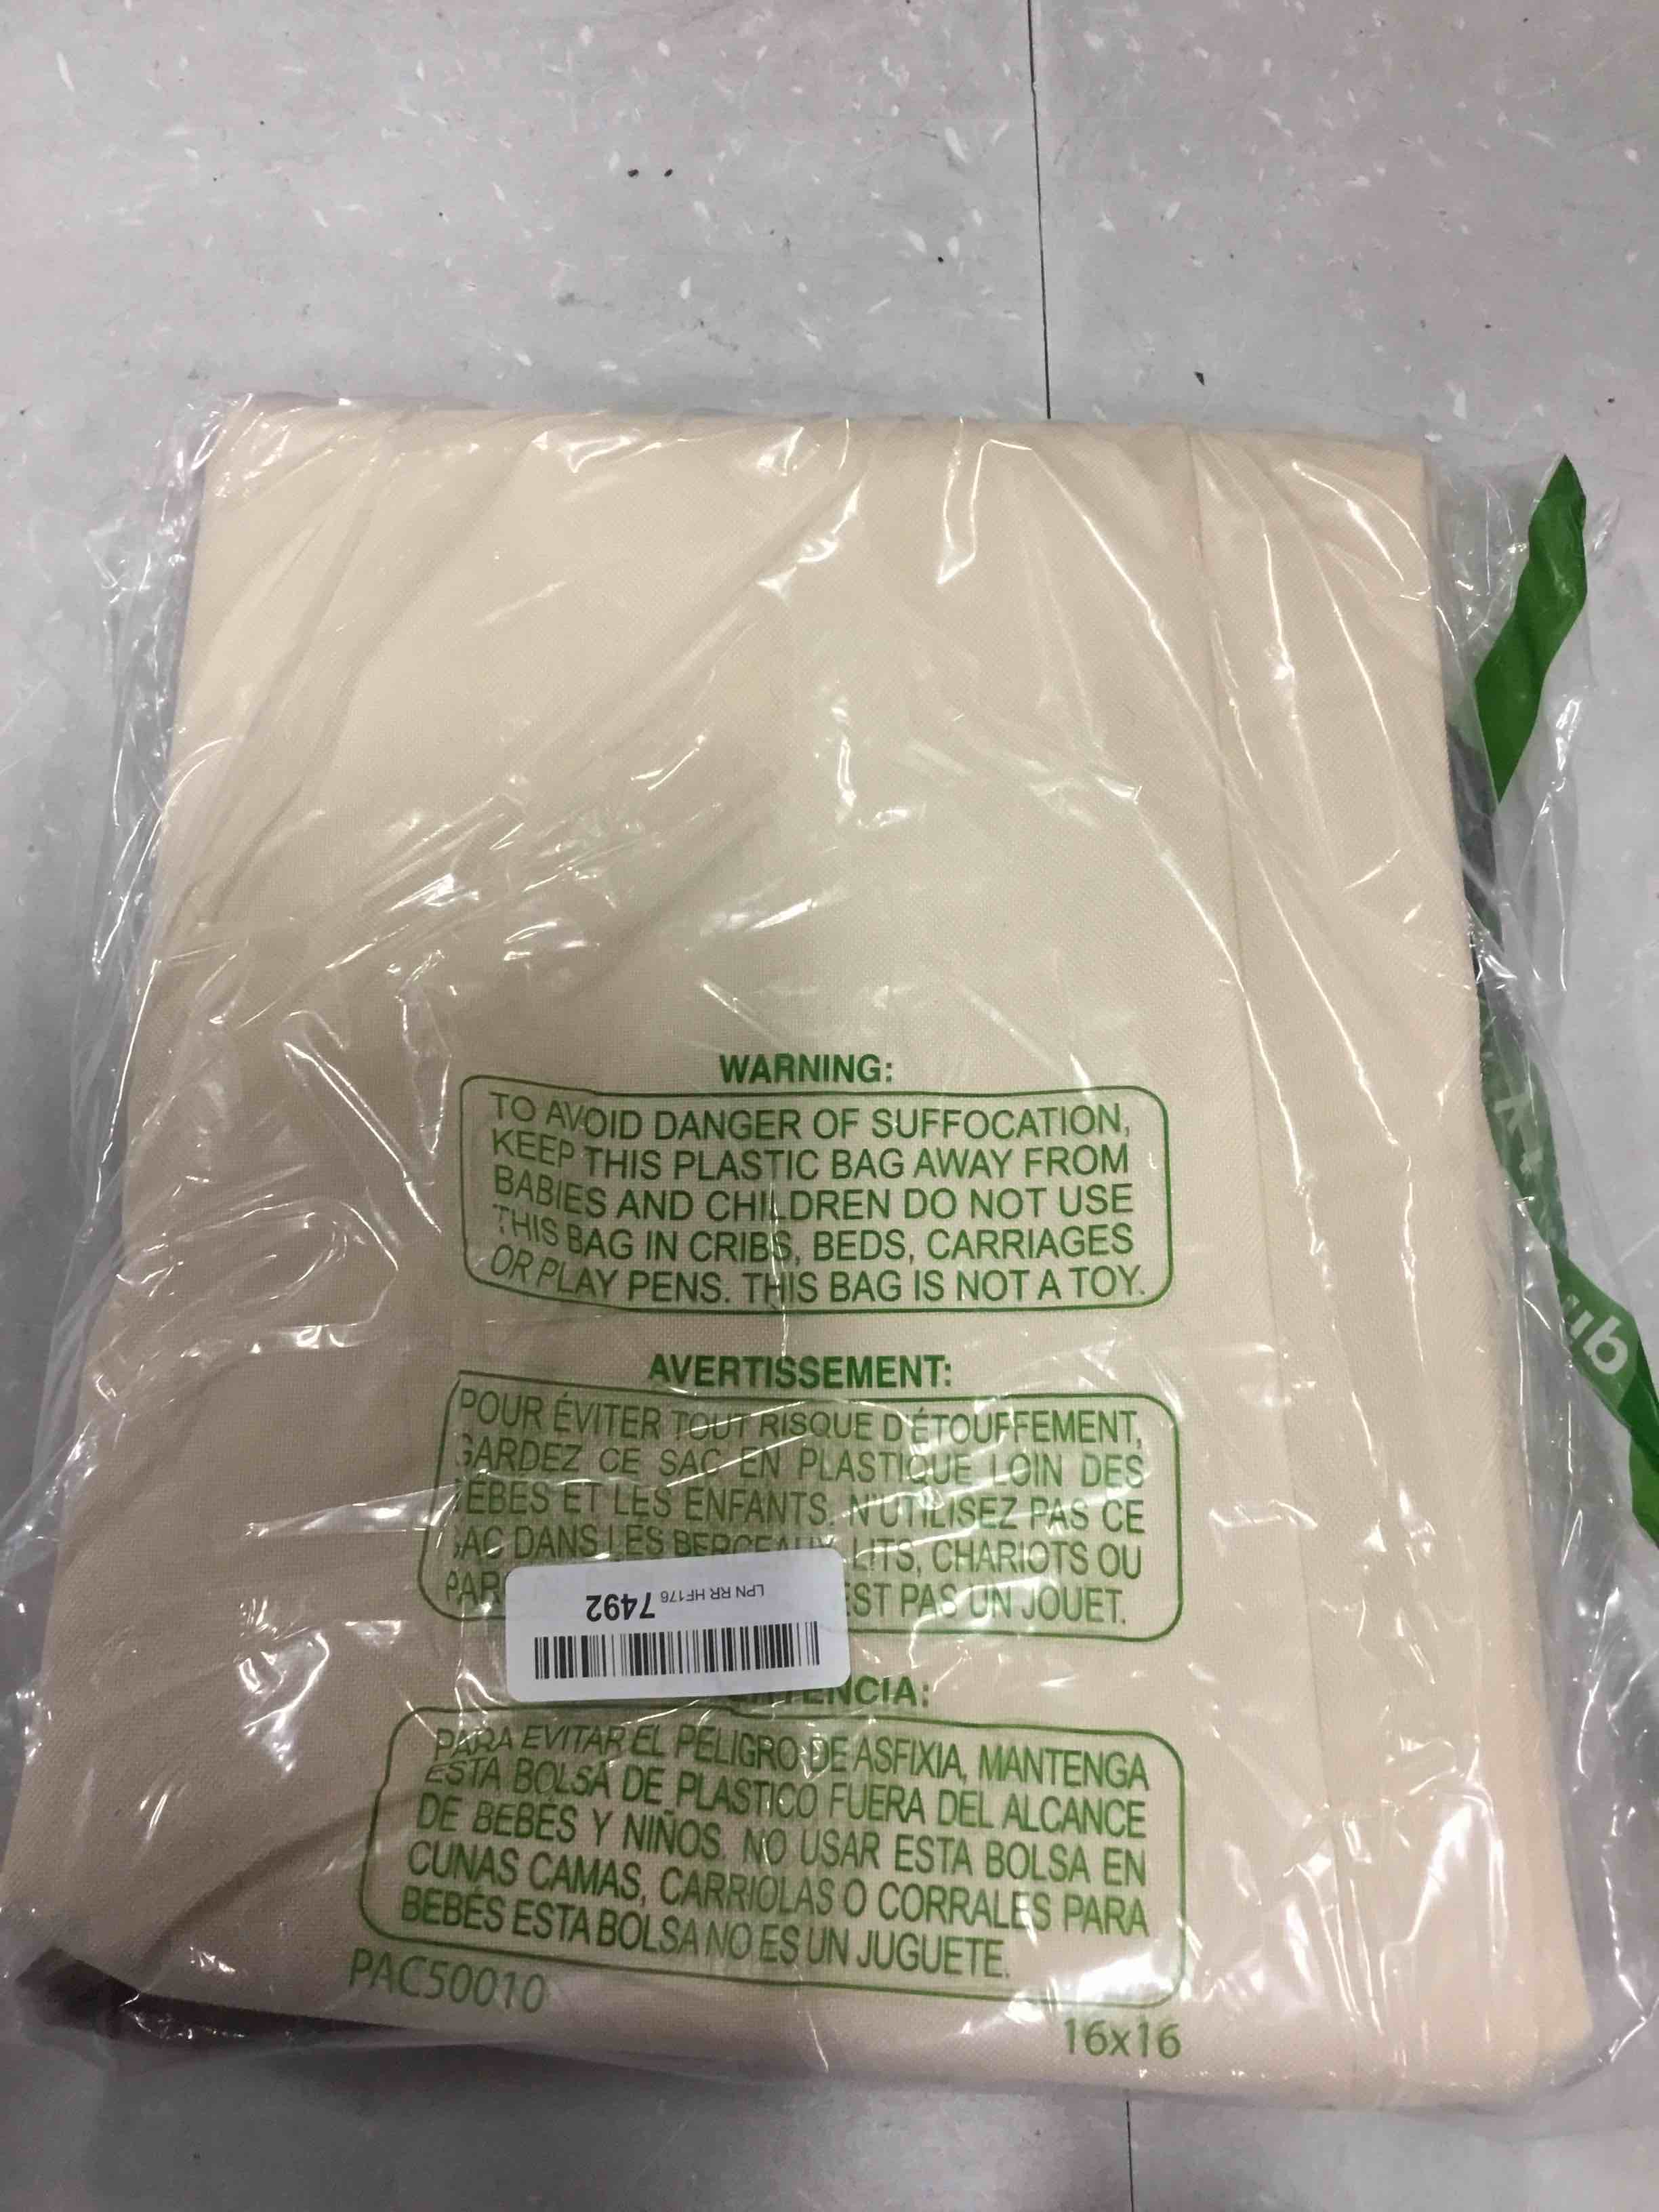 WARNING:
TO AVOID DANGER OF SUFFOCATION,
KEEP THIS PLASTIC BAG AWAY FROM
BABIES AND CHILDREN DO NOT USE
THIS BAG IN CRIBS, BEDS, CARRIAGES
OR PLAY PENS. THIS BAG IS NOT A TOY.
AVERTISSEMENT:
POUR ÉVITER TOUT RISQUE D'ÉTOUFFEMENT,
GARDEZ CE SAC EN PLASTIQUE LOIN DES
EBES ET LES ENFANTS. N'UTILISEZ PAS CE
SAC DANS LES BERCEAUX, LITS, CHARIOTS OU
EST PAS UN JOUET.
LPN RR HF176 7492
PARA EVITAR EL PELIGRO DE ASFIXIA, MANTENGA
ESTA BOLSA DE PLASTICO FUERA DEL ALCANCE
DE BEBÉS Y NIÑOS. NO USAR ESTA BOLSA EN
CUNAS CAMAS, CARRIOLAS O CORRALES PARA
BEBÉS ESTA BOLSA NO ES UN JUGUETE.
PAC50010
16x16